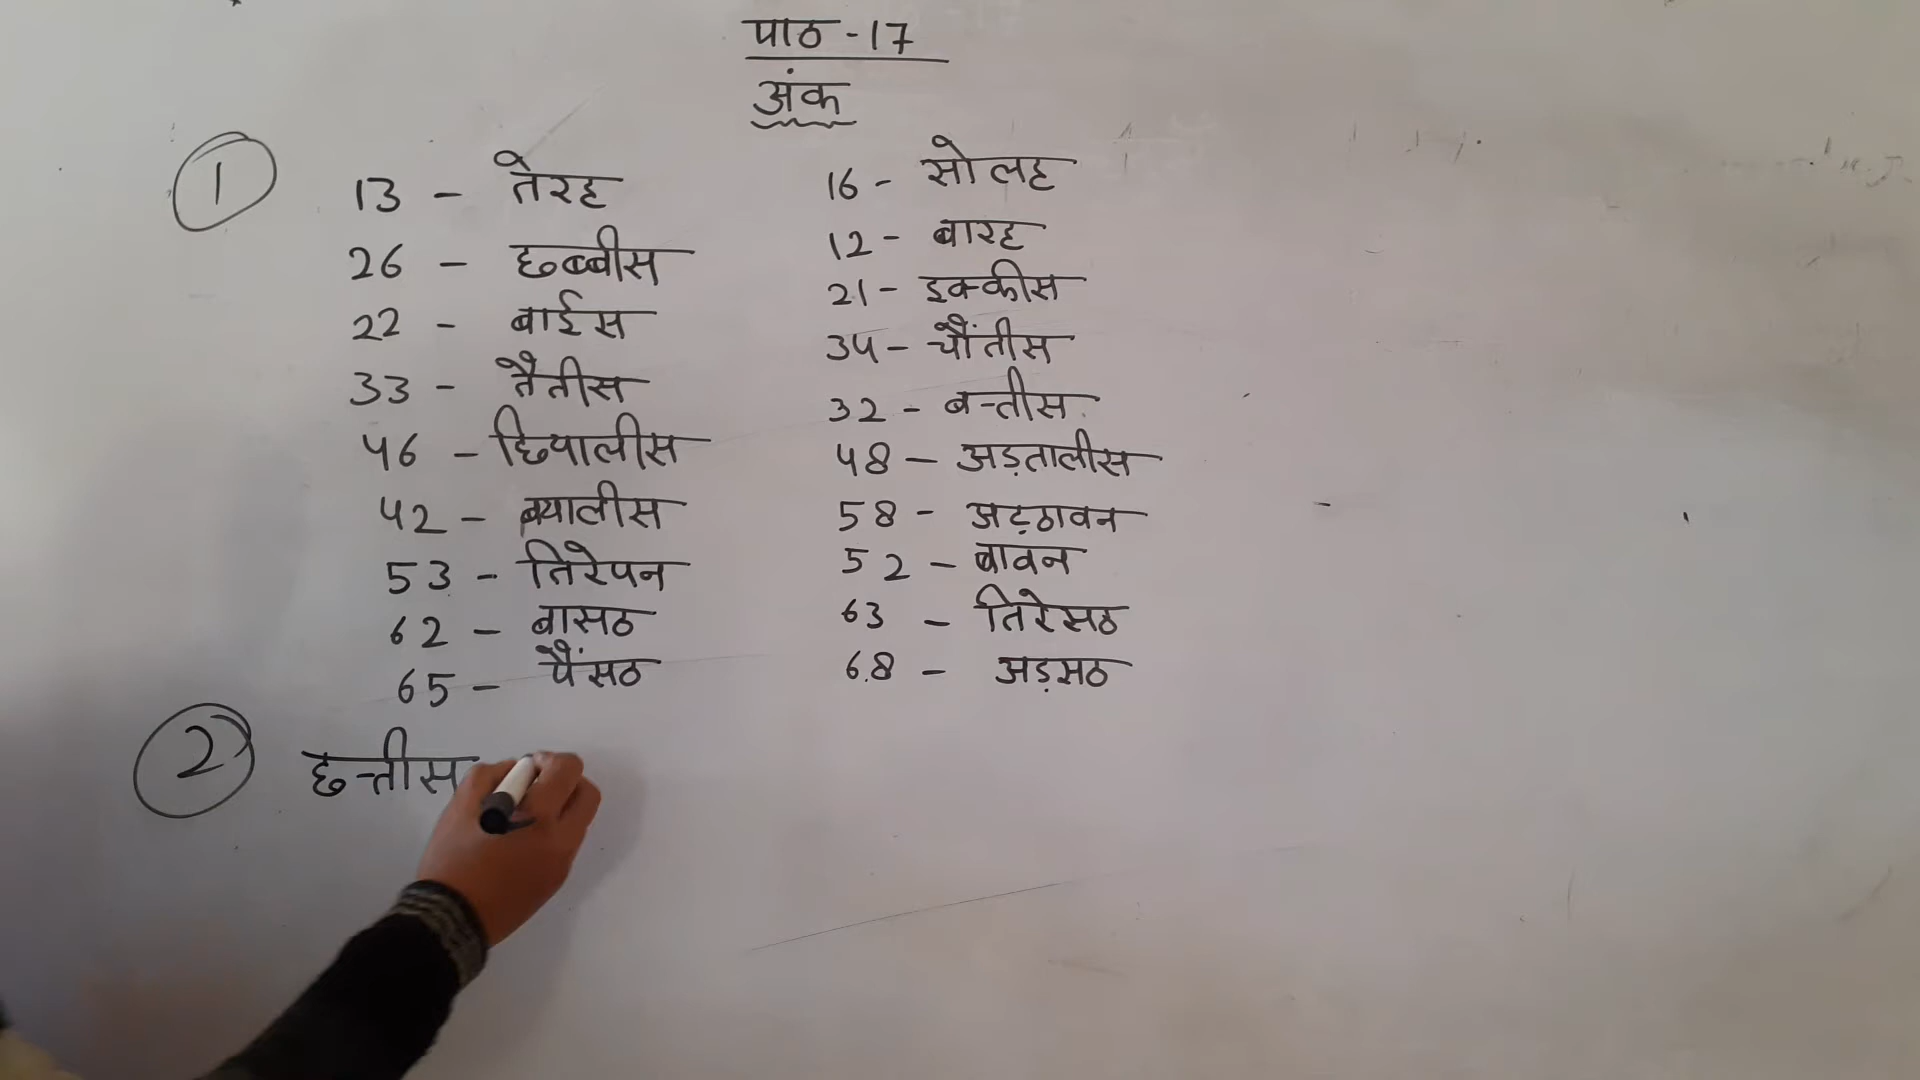 पाठ -17
अंक
1
13 - तेरह
26 - छब्बीस
22 - बाईस
33 - तैतीस
46 - छियालीस
42 - ब्यालीस
53 - तिरेपन
62 - बासठ
65 - पैंसठ
16 - सोलह
12 - बारह
21 - इक्कीस
34 - चौंतीस
32 - बत्तीस
48 - अड़तालीस
58 - अट्ठावन
52 - बावन
63 - तिरेसठ
68 - अड़सठ
2 छत्तीस